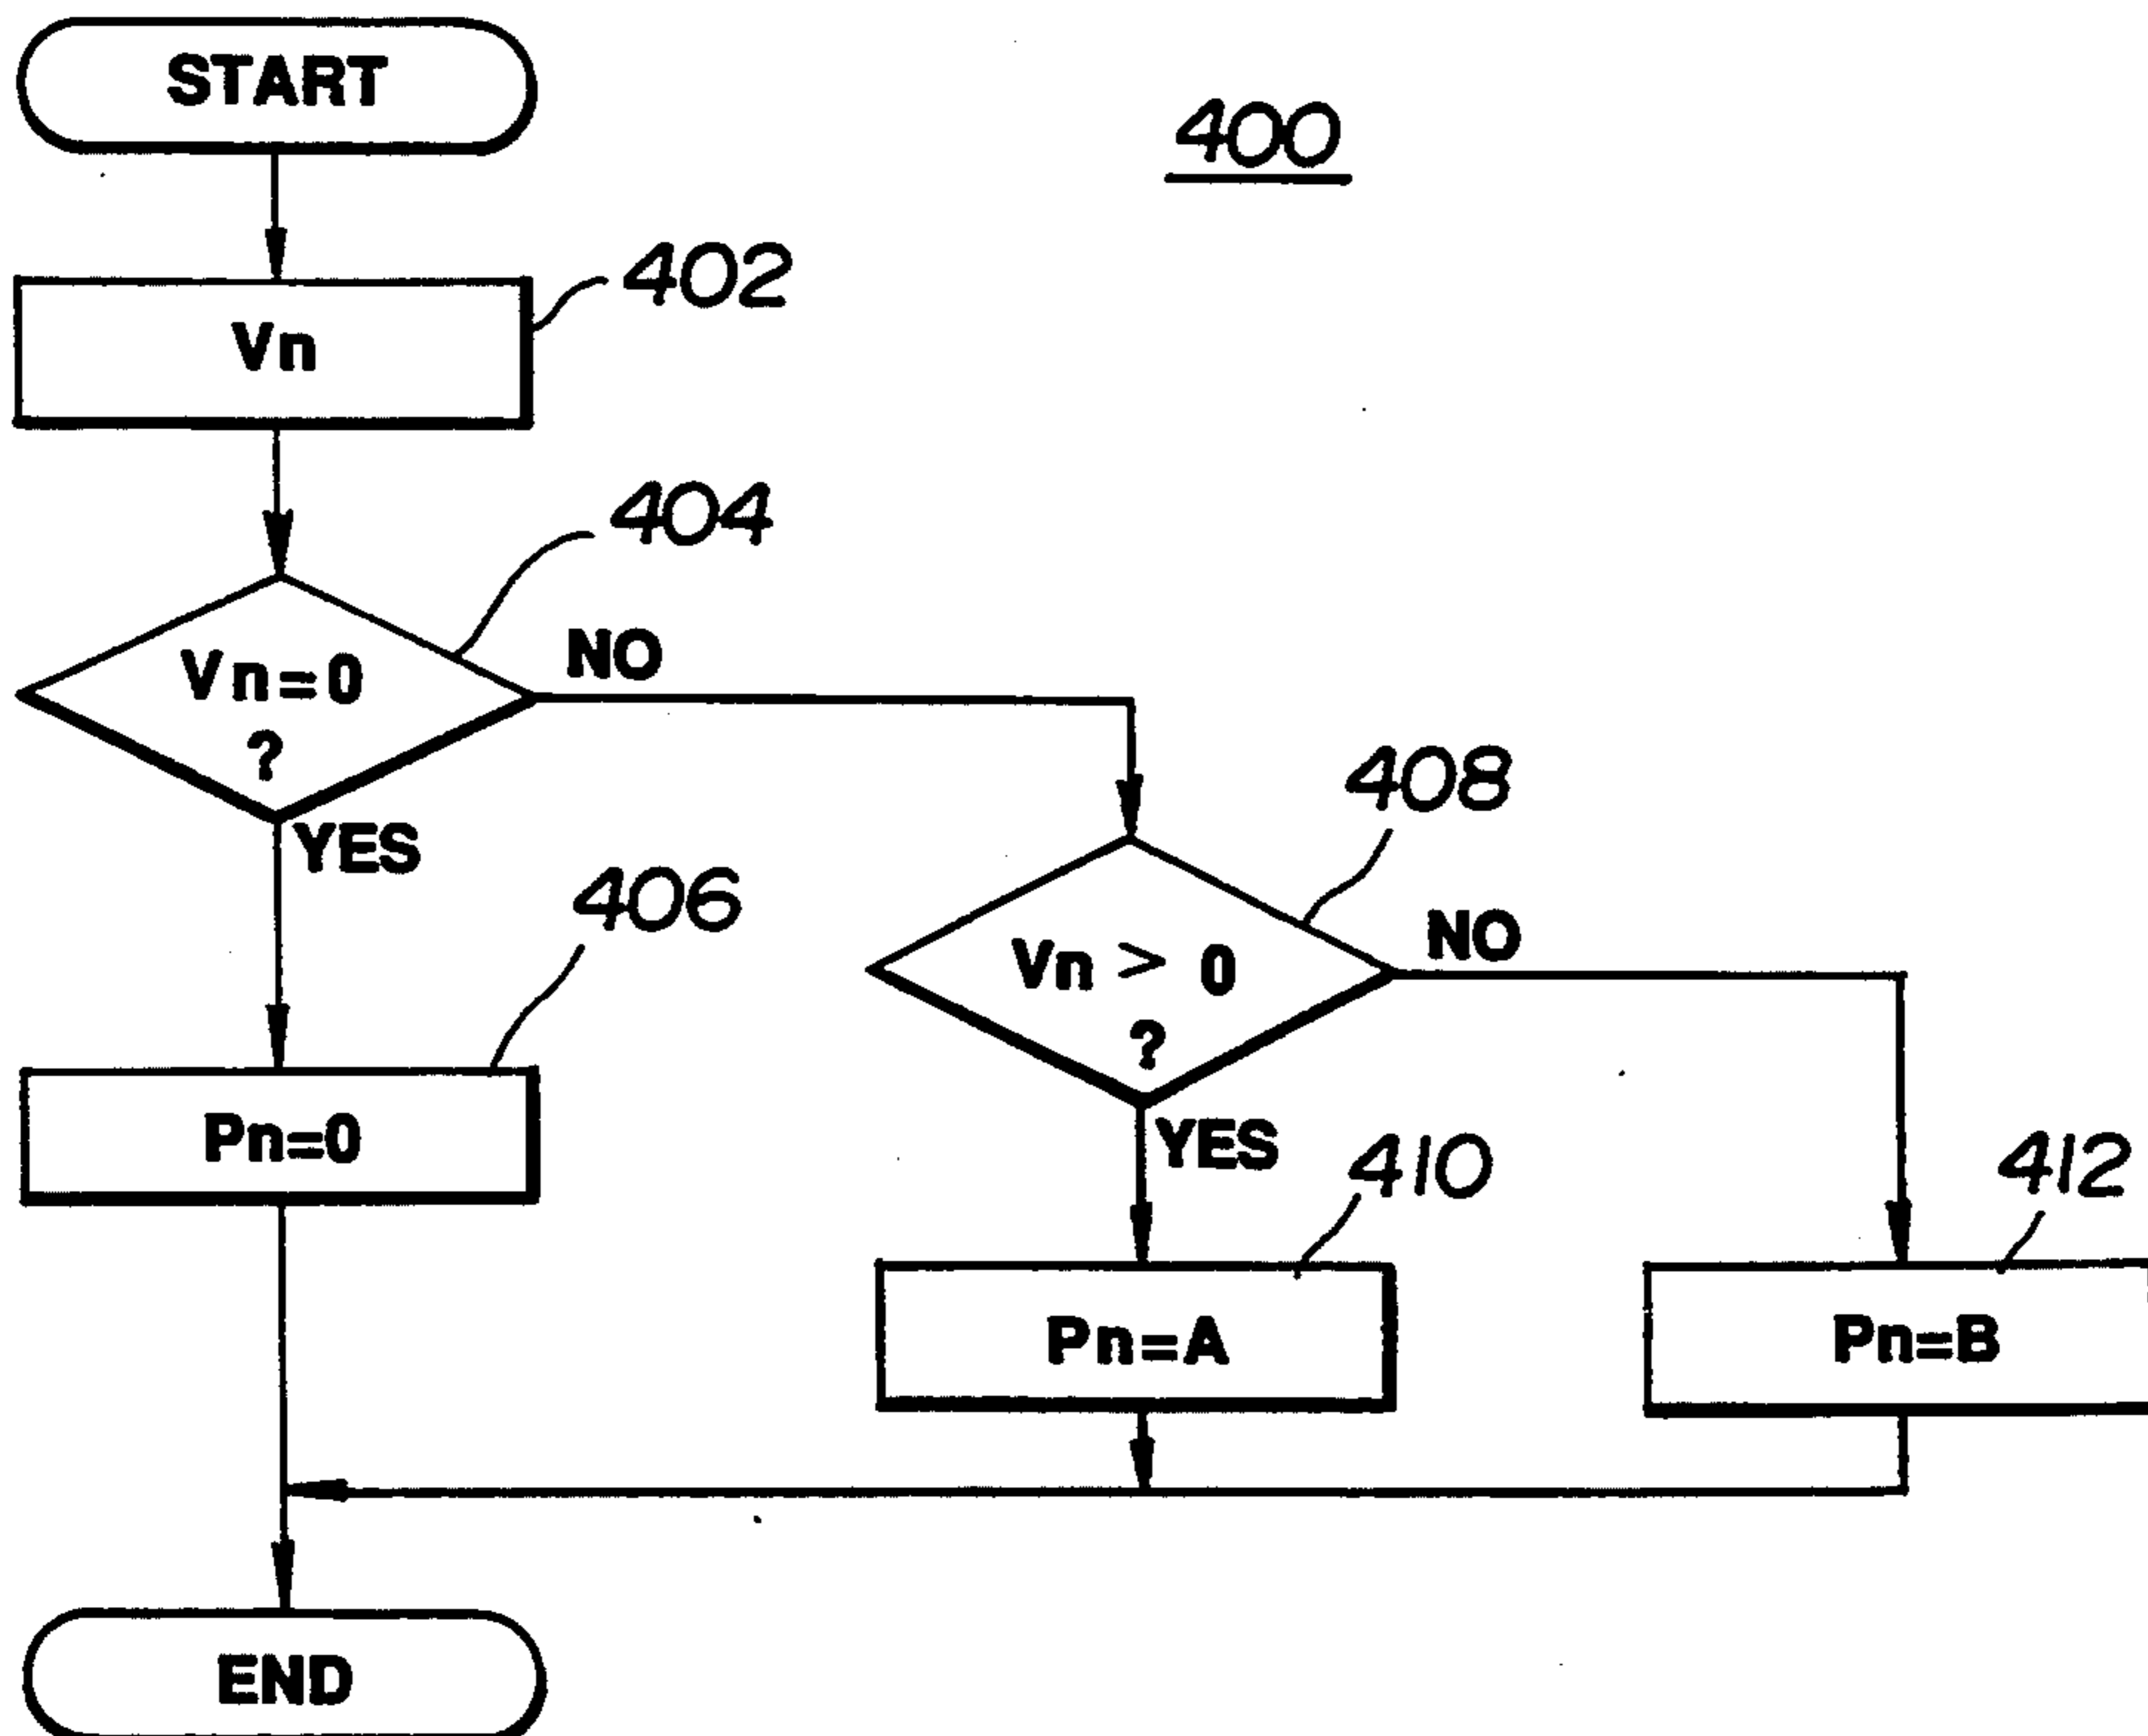 START
400
402
Vn
404
Vn=0
?
NO
YES
408
406
Vn > 0
?
NO
YES
Pn=0
410
412
Pn=A
Pn=B
END